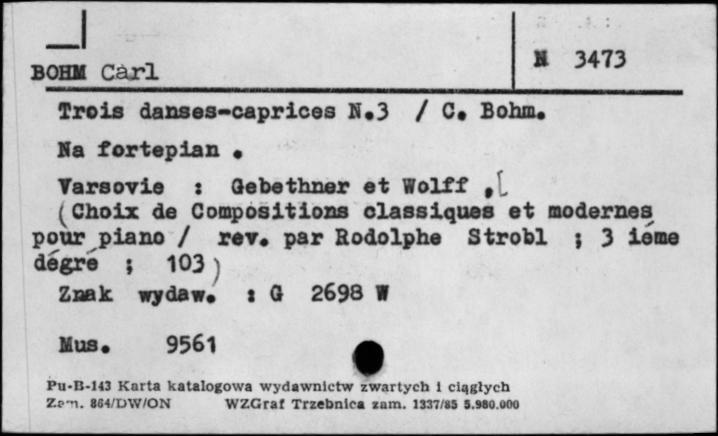 N 3473
BOHM Carl
Trois danses-caprices N.3 / C. Bohm.
Na fortepian .
Varsovie : Gebethner et Wolff ,[
(Choix de Compositions classiques et modernes
pour piano / rev. par Rodolphe Strobl ; 3 iéme
dégré ; 103)
Znak wydaw. : G 2698 W
Mus. 9561
Pu-B-143 Karta katalogowa wydawnictw zwartych i ciągłych
Zam. 864/DW/ON WZGraf Trzebnica zam. 1337/85 5.980.000